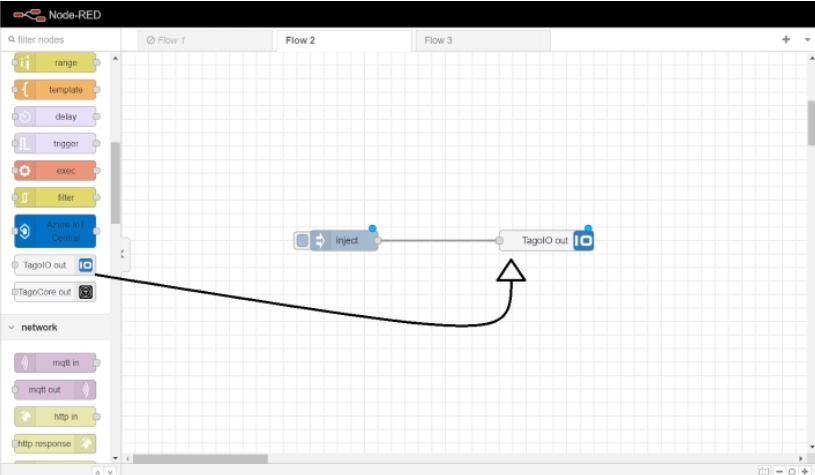 Node-RED
filter nodes
Flow 1
Flow 2
Flow 3
range
template
delay
trigger
exec
filter
Azure IoT
Central
TagoIO out
TagoCore out
network
mqtt in
mqtt out
http in
http response
inject
TagoIO out
IO